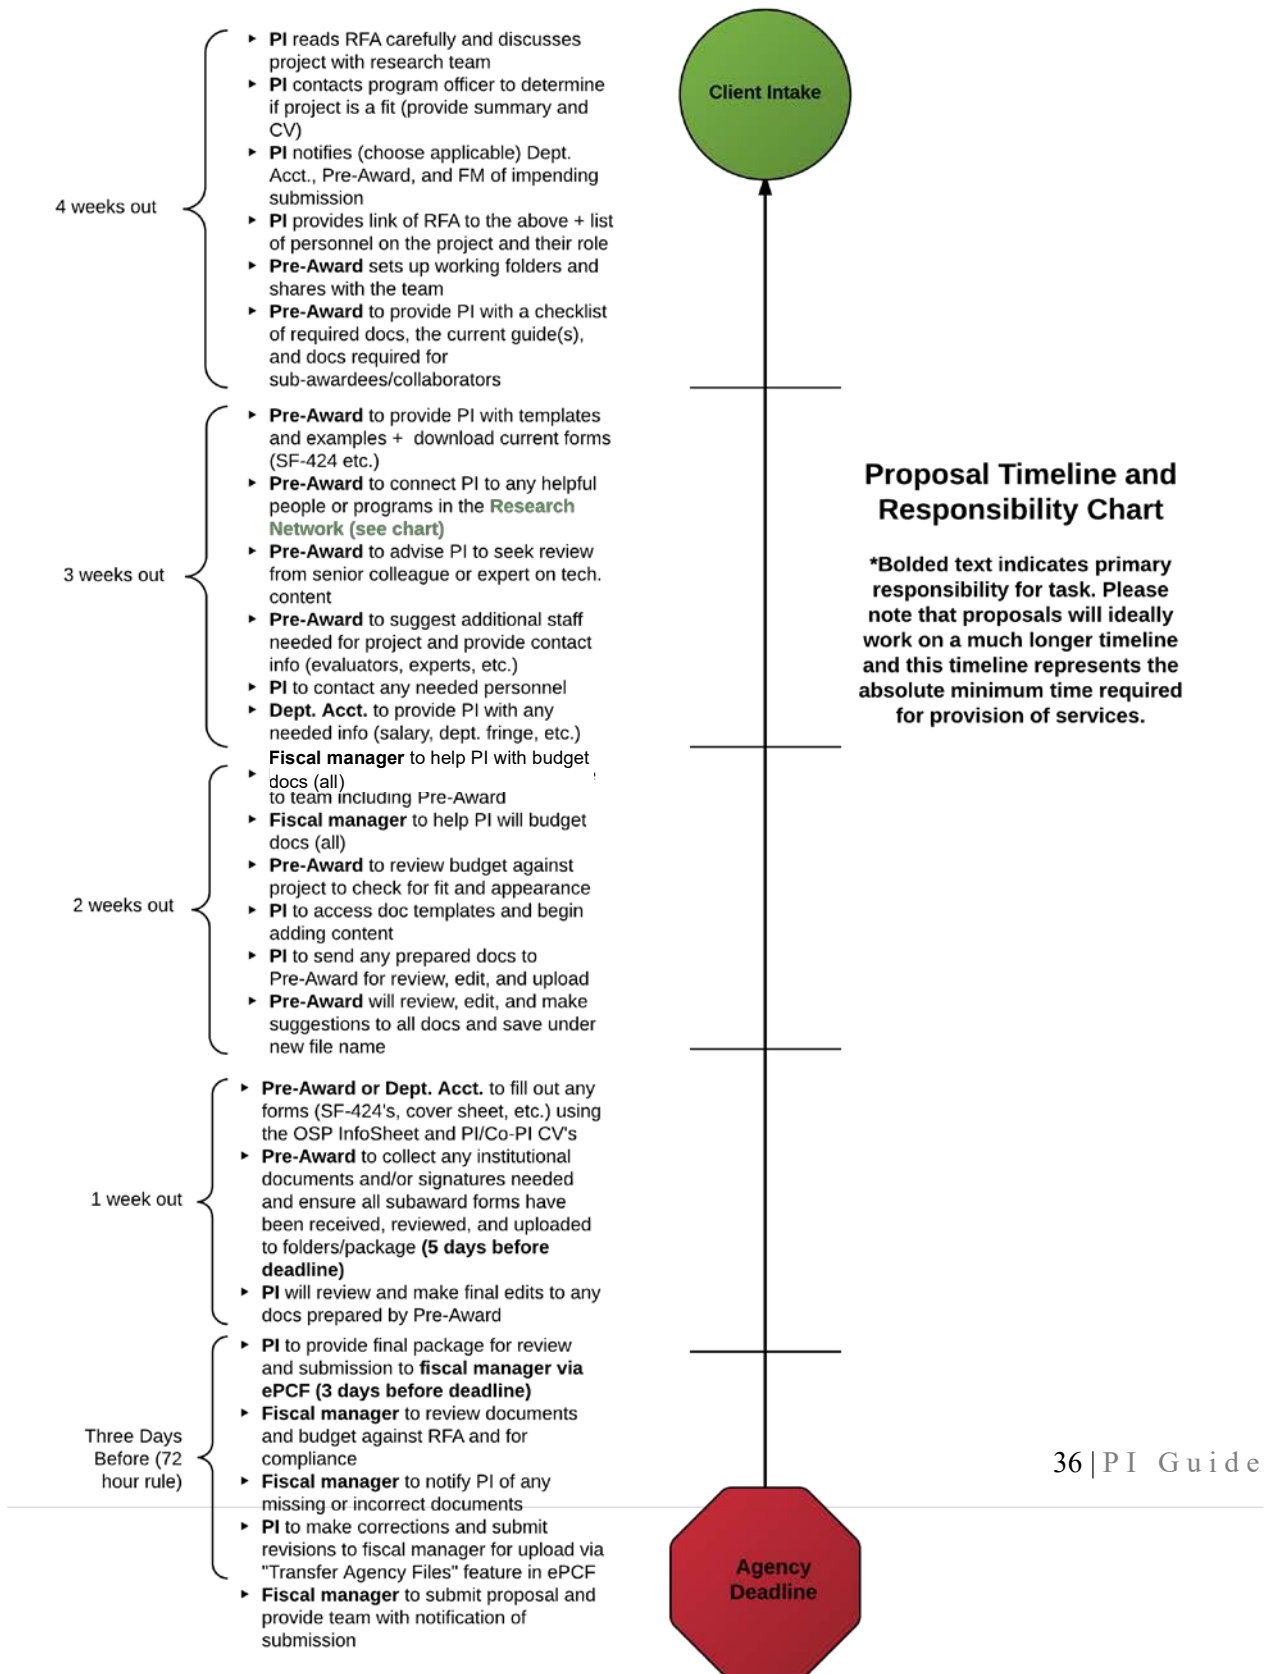 4 weeks out
▸ PI reads RFA carefully and discusses
project with research team
▸ PI contacts program officer to determine
if project is a fit (provide summary and
CV)
▸ PI notifies (choose applicable) Dept.
Acct., Pre-Award, and FM of impending
submission
▸ PI provides link of RFA to the above + list
of personnel on the project and their role
▸ Pre-Award sets up working folders and
shares with the team
▸ Pre-Award to provide PI with a checklist
of required docs, the current guide(s),
and docs required for
sub-awardees/collaborators
3 weeks out
▸ Pre-Award to provide PI with templates
and examples + download current forms
(SF-424 etc.)
▸ Pre-Award to connect PI to any helpful
people or programs in the Research
Network (see chart)
▸ Pre-Award to advise PI to seek review
from senior colleague or expert on tech.
content
▸ Pre-Award to suggest additional staff
needed for project and provide contact
info (evaluators, experts, etc.)
▸ PI to contact any needed personnel
▸ Dept. Acct. to provide PI with any
needed info (salary, dept. fringe, etc.)
2 weeks out
▸ Fiscal manager to help PI with budget
docs (all)
to team including Pre-Award
▸ Fiscal manager to help PI will budget
docs (all)
▸ Pre-Award to review budget against
project to check for fit and appearance
▸ PI to access doc templates and begin
adding content
▸ PI to send any prepared docs to
Pre-Award for review, edit, and upload
▸ Pre-Award will review, edit, and make
suggestions to all docs and save under
new file name
1 week out
▸ Pre-Award or Dept. Acct. to fill out any
forms (SF-424's, cover sheet, etc.) using
the OSP InfoSheet and PI/Co-PI CV's
▸ Pre-Award to collect any institutional
documents and/or signatures needed
and ensure all subaward forms have
been received, reviewed, and uploaded
to folders/package (5 days before
deadline)
▸ PI will review and make final edits to any
docs prepared by Pre-Award
Three Days
Before (72
hour rule)
▸ PI to provide final package for review
and submission to fiscal manager via
ePCF (3 days before deadline)
▸ Fiscal manager to review documents
and budget against RFA and for
compliance
▸ Fiscal manager to notify PI of any
missing or incorrect documents
▸ PI to make corrections and submit
revisions to fiscal manager for upload via
"Transfer Agency Files" feature in ePCF
▸ Fiscal manager to submit proposal and
provide team with notification of
submission
Client Intake
Agency
Deadline
Proposal Timeline and
Responsibility Chart
*Bolded text indicates primary
responsibility for task. Please
note that proposals will ideally
work on a much longer timeline
and this timeline represents the
absolute minimum time required
for provision of services.
36 | PI Guide